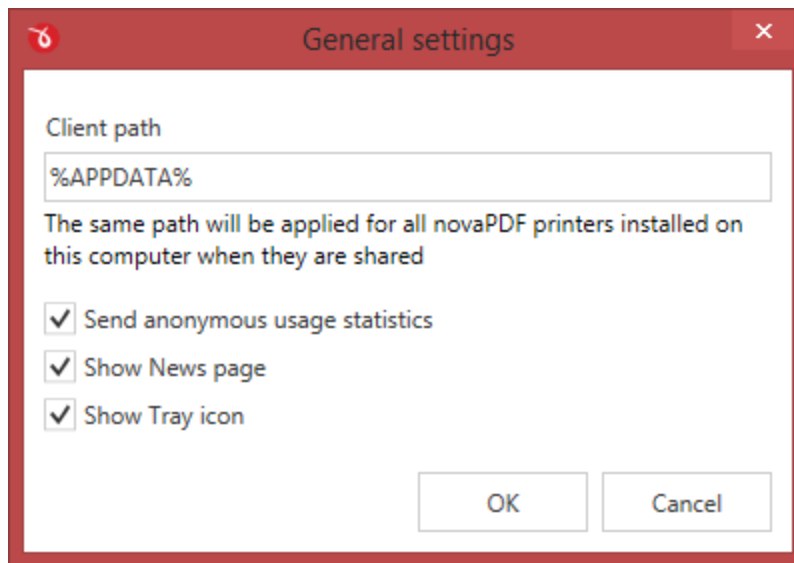 General settings
Client path
%APPDATA%
The same path will be applied for all novaPDF printers installed on
this computer when they are shared
Send anonymous usage statistics
Show News page
Show Tray icon
OK Cancel